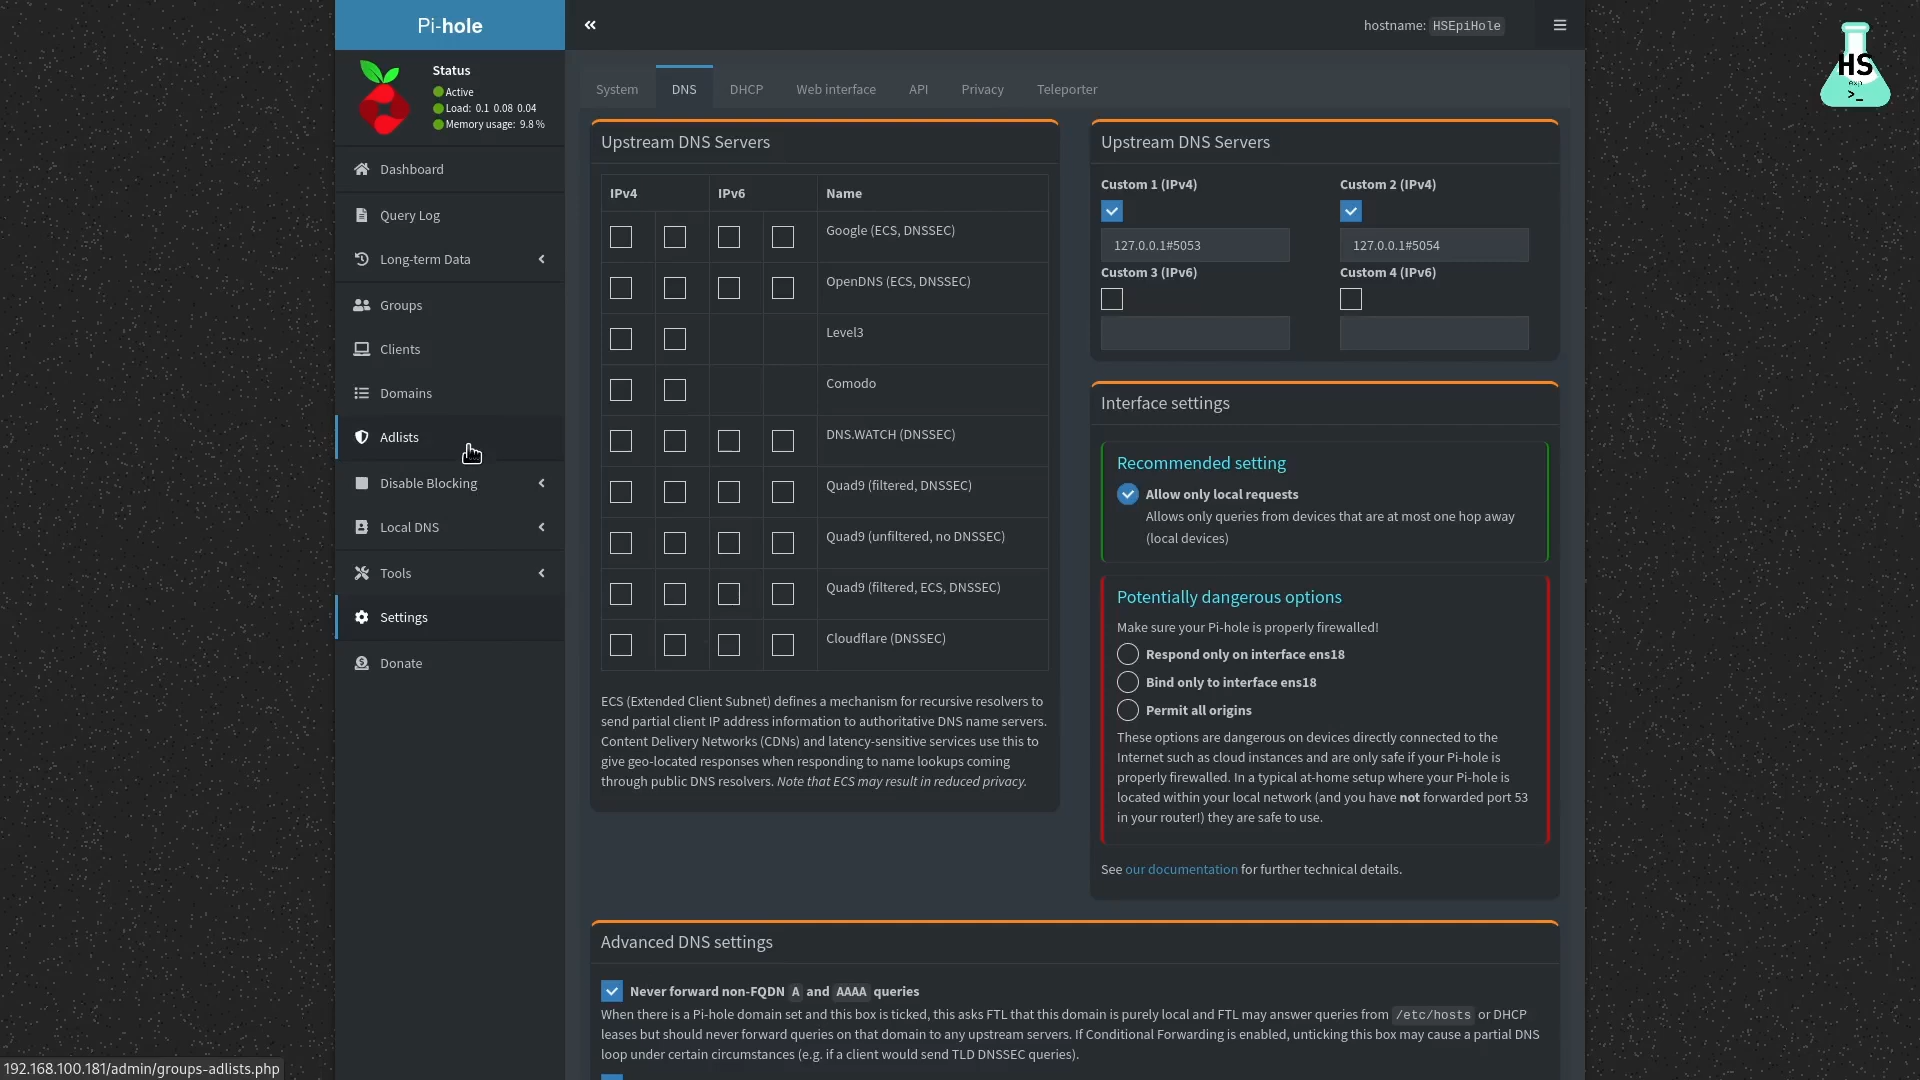 Pi-hole
hostname: HSEpiHole
Status
Active
Load: 0.1 0.08 0.04
Memory usage: 9.8 %
Dashboard
Query Log
Long-term Data
Groups
Clients
Domains
Adlists
Disable Blocking
Local DNS
Tools
Settings
Donate
System DNS DHCP Web interface API Privacy Teleporter
Upstream DNS Servers
IPv4 IPv6 Name
Google (ECS, DNSSEC)
OpenDNS (ECS, DNSSEC)
Level3
Comodo
DNS.WATCH (DNSSEC)
Quad9 (filtered, DNSSEC)
Quad9 (unfiltered, no DNSSEC)
Quad9 (filtered, ECS, DNSSEC)
Cloudflare (DNSSEC)
ECS (Extended Client Subnet) defines a mechanism for recursive resolvers to
send partial client IP address information to authoritative DNS name servers.
Content Delivery Networks (CDNs) and latency-sensitive services use this to
give geo-located responses when responding to name lookups coming
through public DNS resolvers. Note that ECS may result in reduced privacy.
Upstream DNS Servers
Custom 1 (IPv4) Custom 2 (IPv4)
127.0.0.1#5053 127.0.0.1#5054
Custom 3 (IPv6) Custom 4 (IPv6)
Interface settings
Recommended setting
Allow only local requests
Allows only queries from devices that are at most one hop away
(local devices)
Potentially dangerous options
Make sure your Pi-hole is properly firewalled!
Respond only on interface ens18
Bind only to interface ens18
Permit all origins
These options are dangerous on devices directly connected to the
Internet such as cloud instances and are only safe if your Pi-hole is
properly firewalled. In a typical at-home setup where your Pi-hole is
located within your local network (and you have not forwarded port 53
in your router!) they are safe to use.
See our documentation for further technical details.
Advanced DNS settings
Never forward non-FQDN A and AAAA queries
When there is a Pi-hole domain set and this box is ticked, this asks FTL that this domain is purely local and FTL may answer queries from /etc/hosts or DHCP
leases but should never forward queries on that domain to any upstream servers. If Conditional Forwarding is enabled, unticking this box may cause a partial DNS
loop under certain circumstances (e.g. if a client would send TLD DNSSEC queries).
192.168.100.181/admin/groups-adlists.php
HS
>_